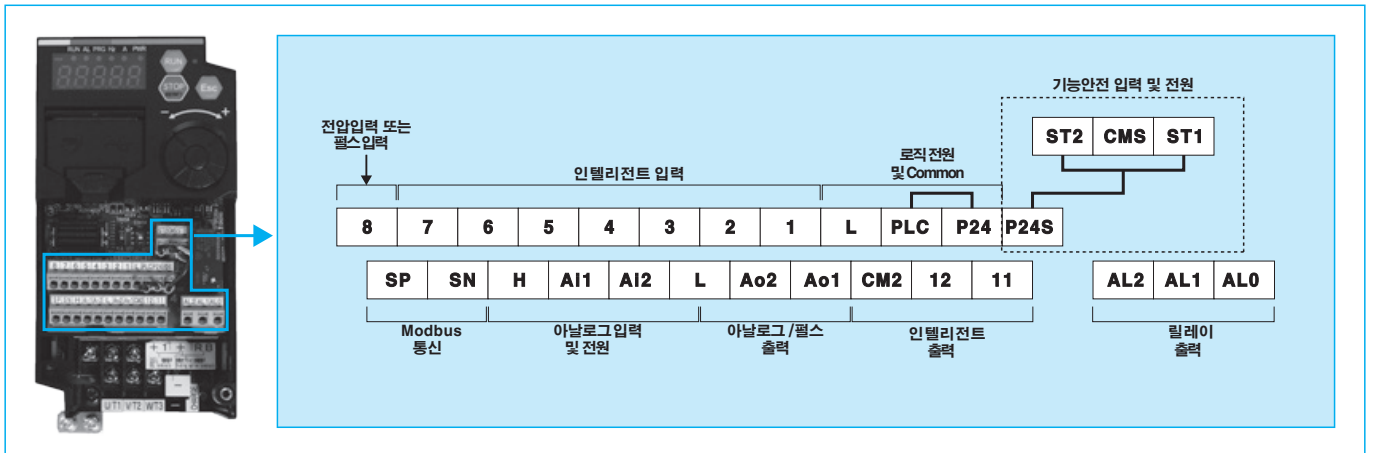 RUN AL PRG Hz A PWR
RUN
STOP
RESET
Esc
- +
U/T1 V/T2 W/T3
기능안전 입력 및 전원
ST2 CMS ST1
전압입력 또는
펄스입력
인텔리전트 입력
로직 전원
및 Common
8 7 6 5 4 3 2 1 L PLC P24 P24S
SP SN H AI1 AI2 L Ao2 Ao1 CM2 12 11
AL2 AL1 AL0
Modbus
통신
아날로그입력
및 전원
아날로그/펄스
출력
인텔리전트
출력
릴레이
출력